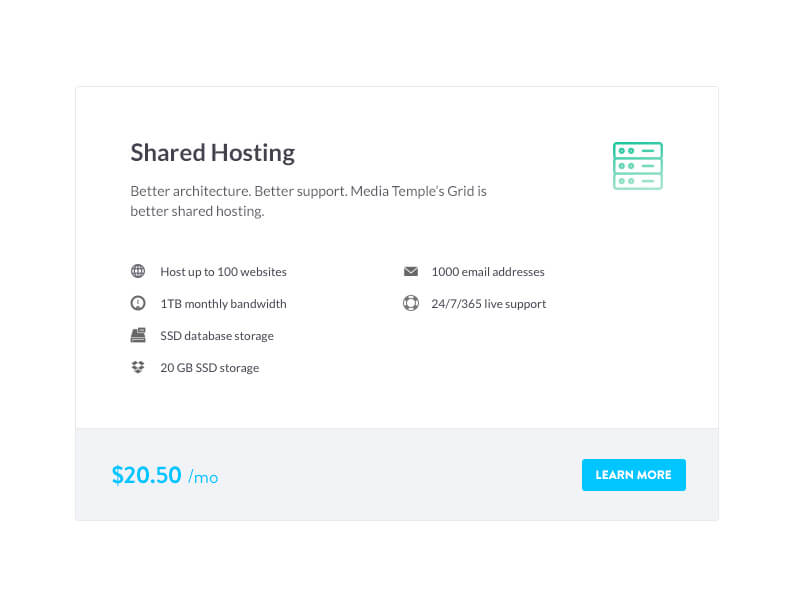 Shared Hosting
Better architecture. Better support. Media Temple's Grid is
better shared hosting.
Host up to 100 websites
1TB monthly bandwidth
SSD database storage
20 GB SSD storage
1000 email addresses
24/7/365 live support
$20.50 /mo
LEARN MORE